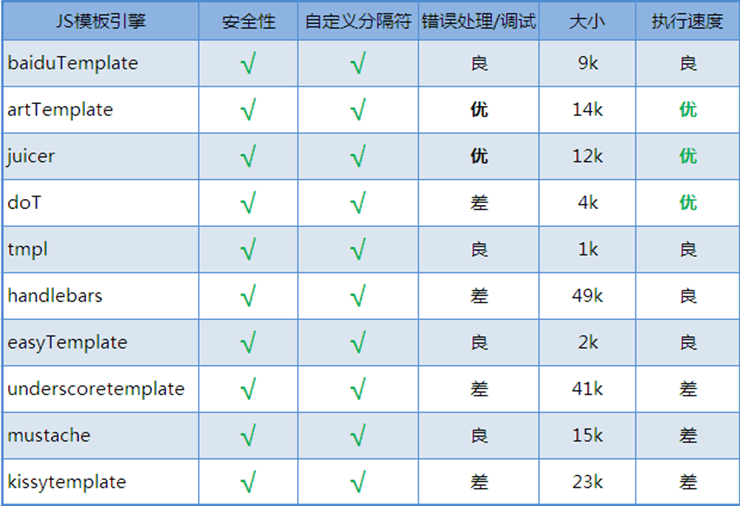 JS模板引擎 安全性 自定义分隔符 错误处理/调试 大小 执行速度
baiduTemplate √ √ 良 9k 良
artTemplate √ √ 优 14k 优
juicer √ √ 优 12k 优
doT √ √ 差 4k 优
tmpl √ √ 良 1k 良
handlebars √ √ 差 49k 良
easyTemplate √ √ 良 2k 良
underscoretemplate √ √ 差 41k 差
mustache √ √ 良 15k 差
kissytemplate √ √ 差 23k 差